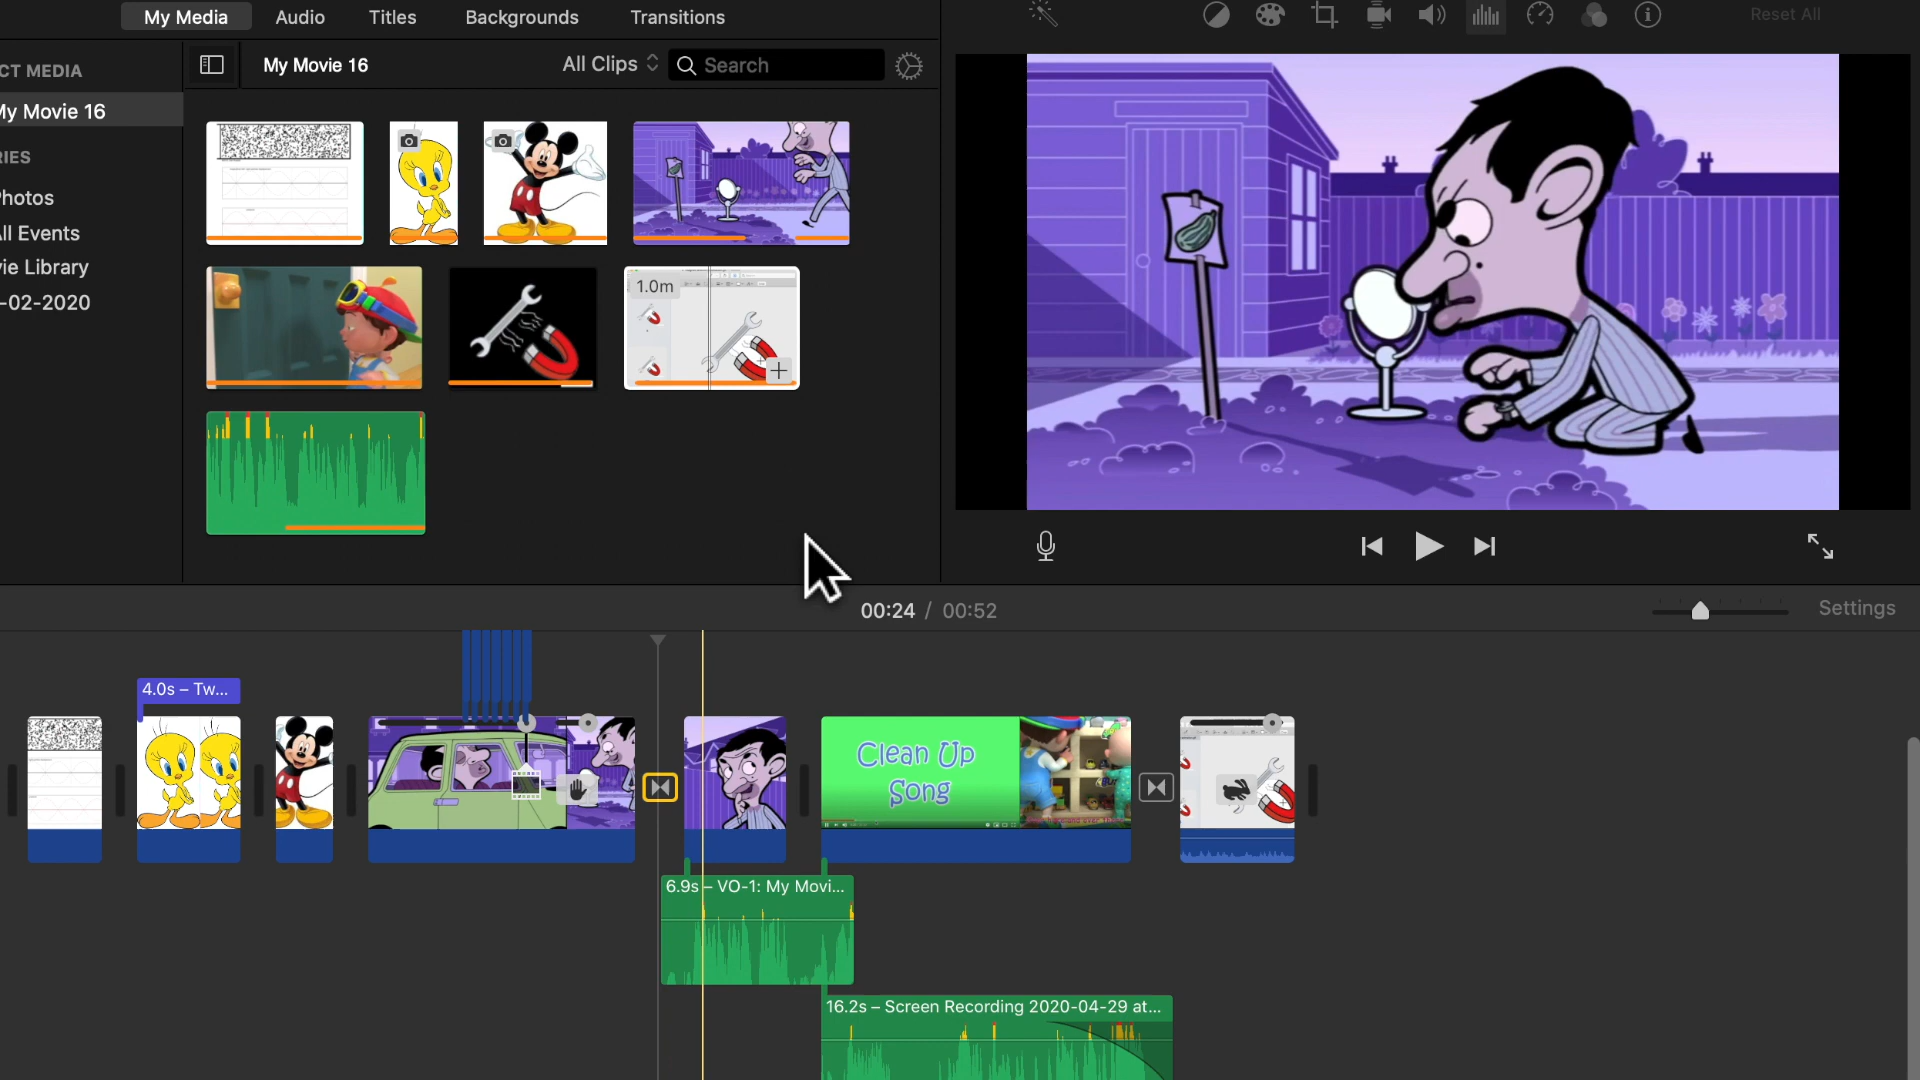 My Media
Audio
Titles
Backgrounds
Transitions
Reset All
CT MEDIA
My Movie 16
All Clips
Search
My Movie 16
IES
hotos
ll Events
ie Library
-02-2020
1.0m
00:24 / 00:52
Settings
4.0s – Tw...
Clean Up
Song
6.9s – VO-1: My Movi...
16.2s – Screen Recording 2020-04-29 at...